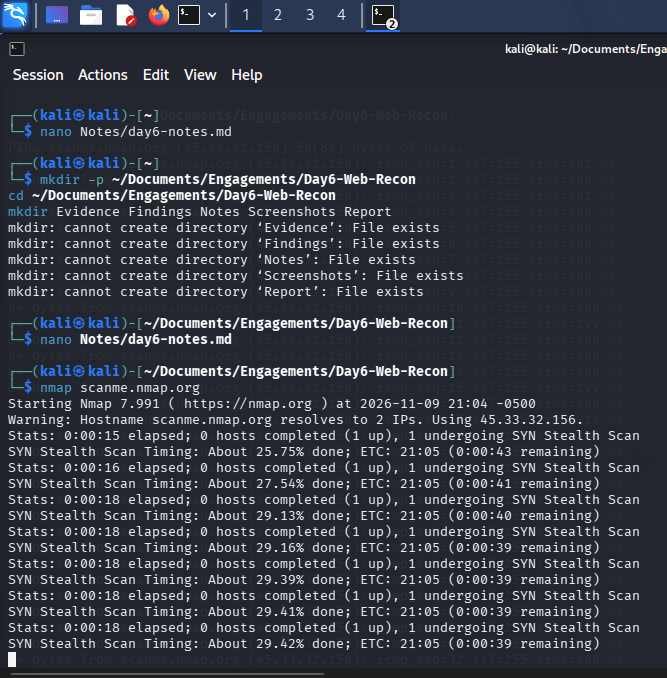 1 2 3 4
2
kali@kali: ~/Documents/Enga
Session Actions Edit View Help
┌──(kali㉿kali)-[~]
└─$ nano Notes/day6-notes.md
┌──(kali㉿kali)-[~]
└─$ mkdir -p ~/Documents/Engagements/Day6-Web-Recon
cd ~/Documents/Engagements/Day6-Web-Recon
mkdir Evidence Findings Notes Screenshots Report
mkdir: cannot create directory ‘Evidence’: File exists
mkdir: cannot create directory ‘Findings’: File exists
mkdir: cannot create directory ‘Notes’: File exists
mkdir: cannot create directory ‘Screenshots’: File exists
mkdir: cannot create directory ‘Report’: File exists
┌──(kali㉿kali)-[~/Documents/Engagements/Day6-Web-Recon]
└─$ nano Notes/day6-notes.md
┌──(kali㉿kali)-[~/Documents/Engagements/Day6-Web-Recon]
└─$ nmap scanme.nmap.org
Starting Nmap 7.991 ( https://nmap.org ) at 2026-11-09 21:04 -0500
Warning: Hostname scanme.nmap.org resolves to 2 IPs. Using 45.33.32.156.
Stats: 0:00:15 elapsed; 0 hosts completed (1 up), 1 undergoing SYN Stealth Scan
SYN Stealth Scan Timing: About 25.75% done; ETC: 21:05 (0:00:43 remaining)
Stats: 0:00:16 elapsed; 0 hosts completed (1 up), 1 undergoing SYN Stealth Scan
SYN Stealth Scan Timing: About 27.54% done; ETC: 21:05 (0:00:41 remaining)
Stats: 0:00:18 elapsed; 0 hosts completed (1 up), 1 undergoing SYN Stealth Scan
SYN Stealth Scan Timing: About 29.13% done; ETC: 21:05 (0:00:40 remaining)
Stats: 0:00:18 elapsed; 0 hosts completed (1 up), 1 undergoing SYN Stealth Scan
SYN Stealth Scan Timing: About 29.16% done; ETC: 21:05 (0:00:39 remaining)
Stats: 0:00:18 elapsed; 0 hosts completed (1 up), 1 undergoing SYN Stealth Scan
SYN Stealth Scan Timing: About 29.39% done; ETC: 21:05 (0:00:39 remaining)
Stats: 0:00:18 elapsed; 0 hosts completed (1 up), 1 undergoing SYN Stealth Scan
SYN Stealth Scan Timing: About 29.41% done; ETC: 21:05 (0:00:39 remaining)
Stats: 0:00:18 elapsed; 0 hosts completed (1 up), 1 undergoing SYN Stealth Scan
SYN Stealth Scan Timing: About 29.42% done; ETC: 21:05 (0:00:39 remaining)